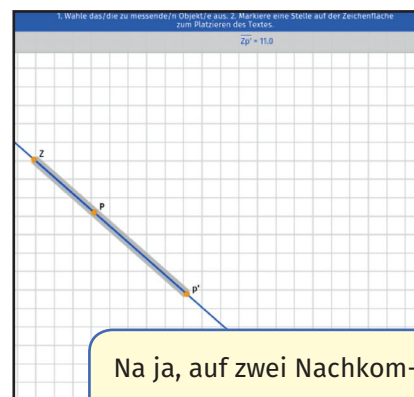 1. Wähle das/die zu messende/n Objekt/e aus. 2. Markiere eine Stelle auf der Zeichenfläche
zum Platzieren des Textes.
Zp' = 11.0
Z
P
p'
Na ja, auf zwei Nachkom-